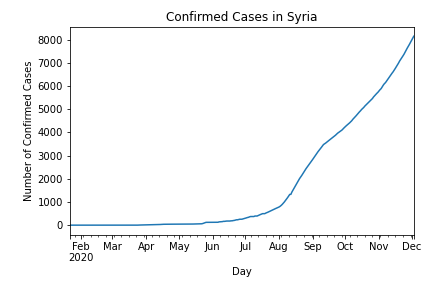 Confirmed Cases in Syria
Number of Confirmed Cases
8000
7000
6000
5000
4000
3000
2000
1000
0
Feb Mar Apr May Jun Jul Aug Sep Oct Nov Dec
2020
Day